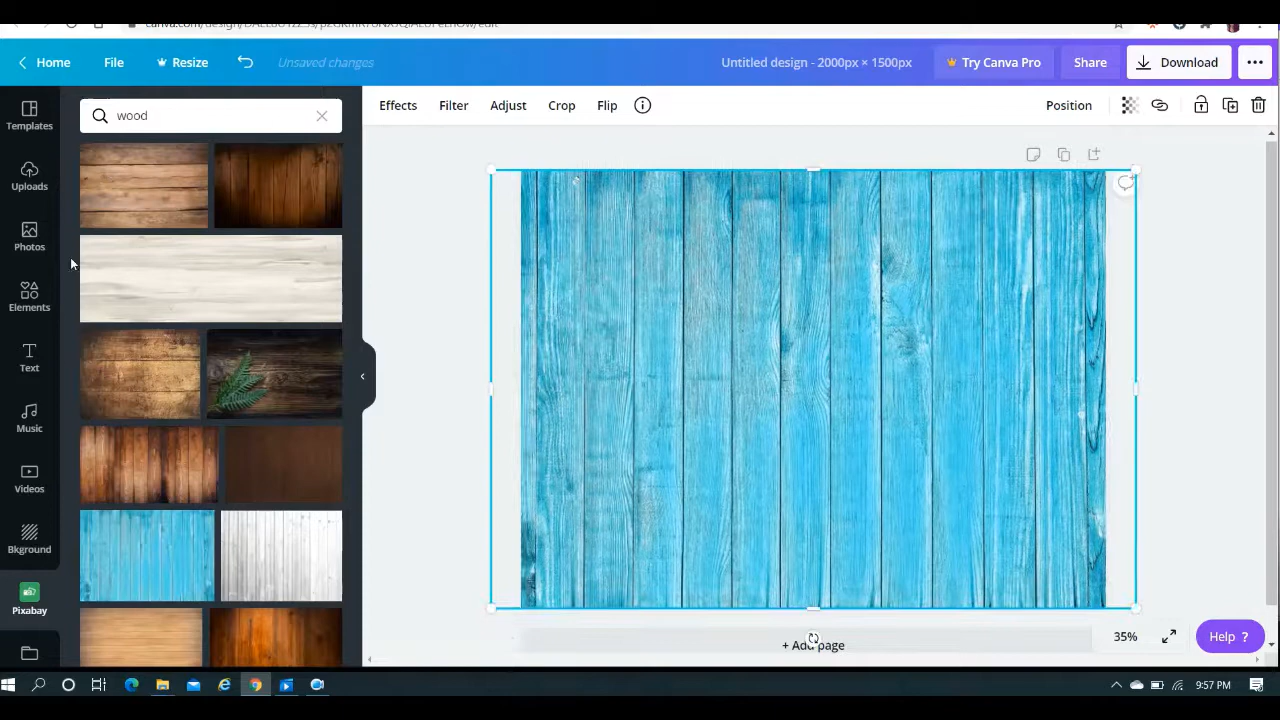 Home
File
Resize
Unsaved changes
Untitled design - 2000px × 1500px
Try Canva Pro
Share
Download
Templates
Uploads
Photos
Elements
Text
Music
Videos
Bkground
Pixabay
wood
Effects
Filter
Adjust
Crop
Flip
Position
+ Add page
35%
Help ?
9:57 PM